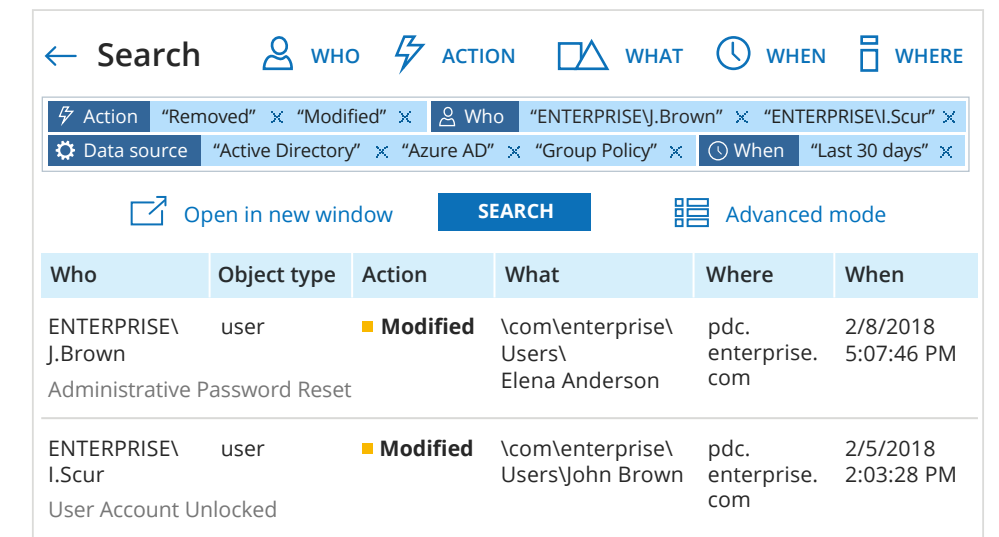 ← Search WHO ACTION WHAT WHEN WHERE
Action “Removed” × “Modified” × Who “ENTERPRISE\J.Brown” × “ENTERPRISE\I.Scur” ×
Data source “Active Directory” × “Azure AD” × “Group Policy” × When “Last 30 days” ×
Open in new window SEARCH Advanced mode
Who Object type Action What Where When
ENTERPRISE\ user Modified \com\enterprise\ pdc. 2/8/2018
J.Brown Users\ enterprise. 5:07:46 PM
Elena Anderson com
Administrative Password Reset
ENTERPRISE\ user Modified \com\enterprise\ pdc. 2/5/2018
I.Scur Users\John Brown enterprise. 2:03:28 PM
com
User Account Unlocked